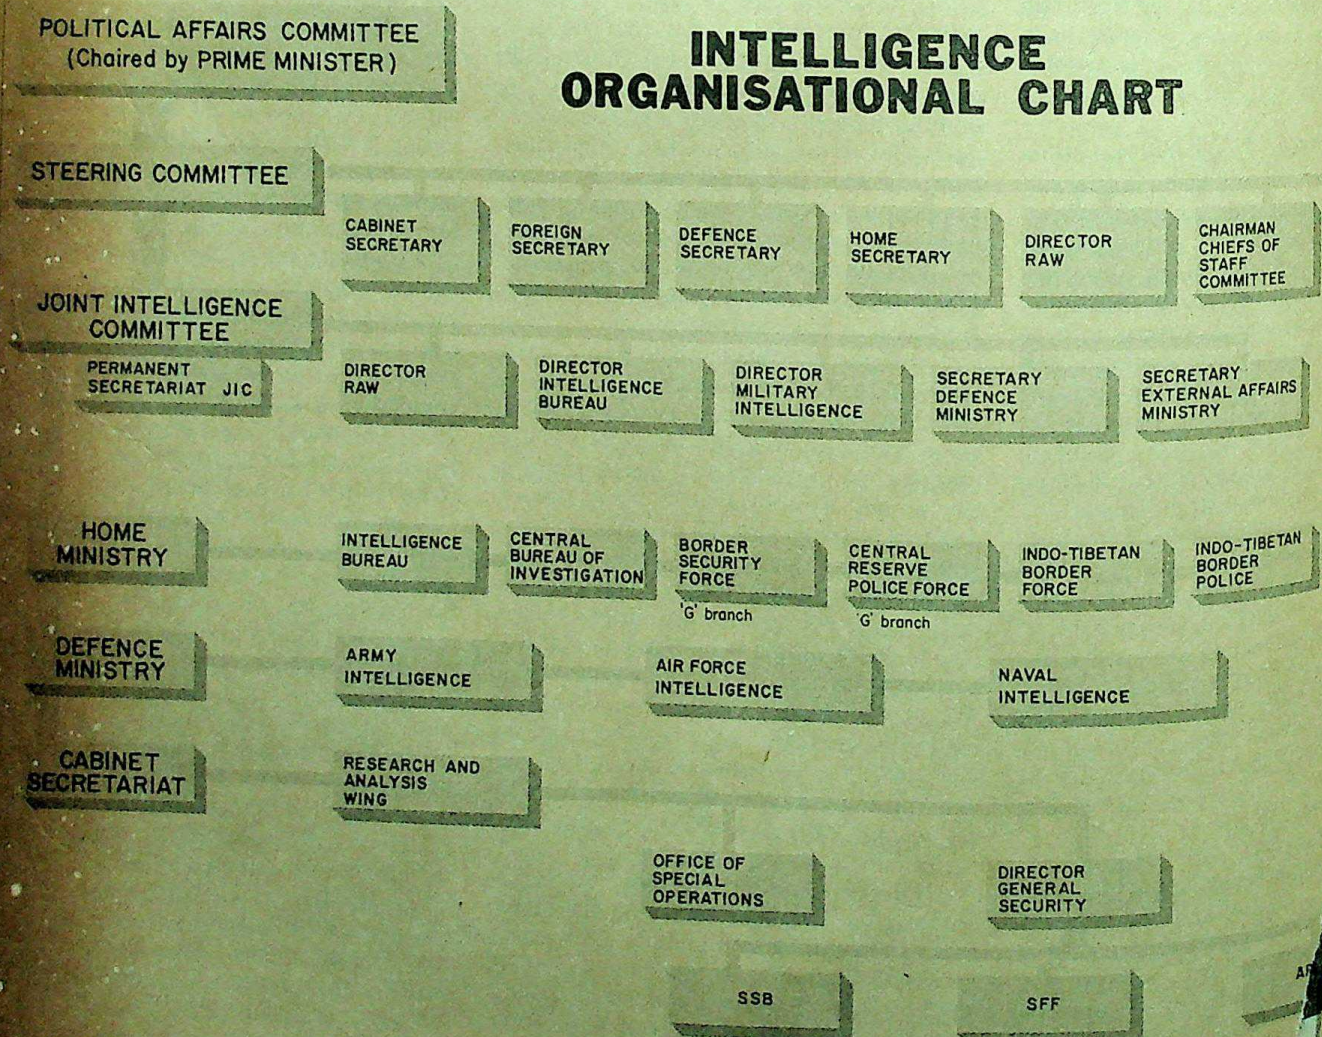 POLITICAL AFFAIRS COMMITTEE
(Chaired by PRIME MINISTER)
INTELLIGENCE
ORGANISATIONAL CHART
STEERING COMMITTEE
CABINET
SECRETARY
FOREIGN
SECRETARY
DEFENCE
SECRETARY
HOME
SECRETARY
DIRECTOR
RAW
CHAIRMAN
CHIEFS OF
STAFF
COMMITTEE
JOINT INTELLIGENCE
COMMITTEE
PERMANENT
SECRETARIAT JIC
DIRECTOR
RAW
DIRECTOR
INTELLIGENCE
BUREAU
DIRECTOR
MILITARY
INTELLIGENCE
SECRETARY
DEFENCE
MINISTRY
SECRETARY
EXTERNAL AFFAIRS
MINISTRY
HOME
MINISTRY
INTELLIGENCE
BUREAU
CENTRAL
BUREAU OF
INVESTIGATION
BORDER
SECURITY
FORCE
'G' branch
CENTRAL
RESERVE
POLICE FORCE
'G' branch
INDO-TIBETAN
BORDER
FORCE
INDO-TIBETAN
BORDER
POLICE
DEFENCE
MINISTRY
ARMY
INTELLIGENCE
AIR FORCE
INTELLIGENCE
NAVAL
INTELLIGENCE
CABINET
SECRETARIAT
RESEARCH AND
ANALYSIS
WING
OFFICE OF
SPECIAL
OPERATIONS
DIRECTOR
GENERAL
SECURITY
SSB
SFF